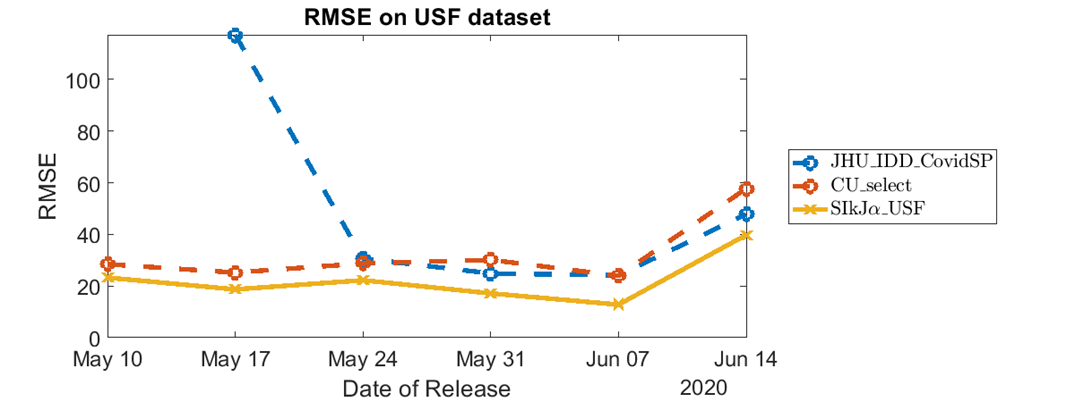 RMSE on USF dataset
RMSE
100
80
60
40
20
0
May 10
May 17
May 24
May 31
Jun 07
Jun 14
Date of Release
2020
JHU_IDD_CovidSP
CU_select
SIkJα_USF